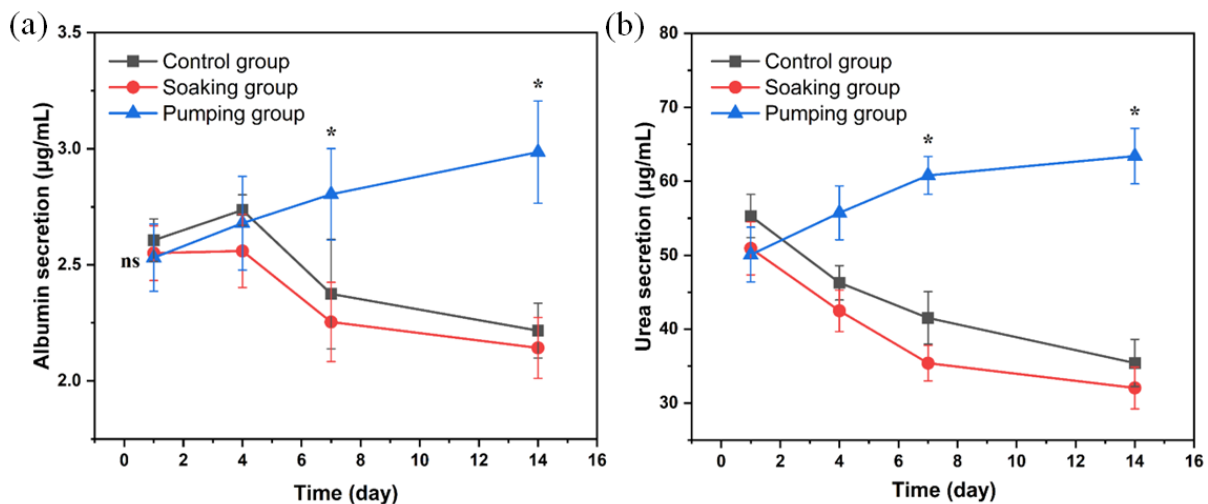 (a)
3.5
3.0
2.5
2.0
Albumin secretion (µg/mL)
Control group
Soaking group
Pumping group
ns
*
*
0 2 4 6 8 10 12 14 16
Time (day)
(b)
80
70
60
50
40
30
Urea secretion (µg/mL)
Control group
Soaking group
Pumping group
*
*
0 2 4 6 8 10 12 14 16
Time (day)